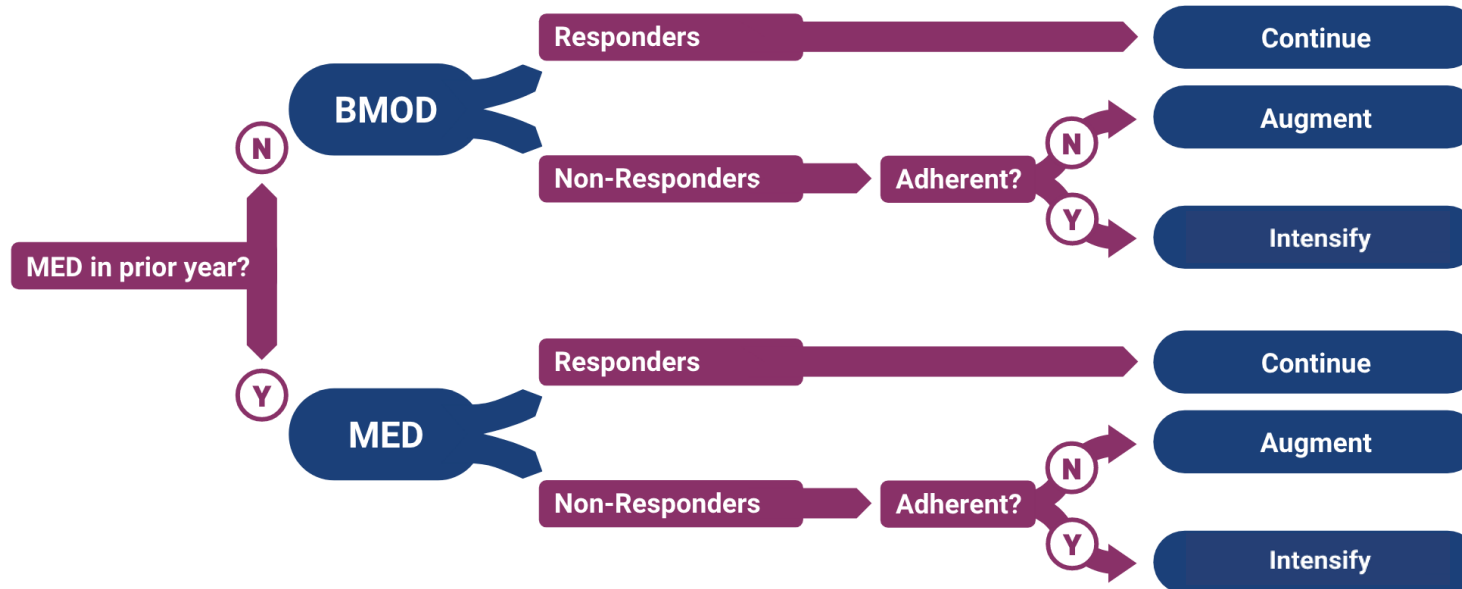 Responders
Continue
BMOD
Augment
N
N
Non-Responders
Adherent?
Y
Intensify
MED in prior year?
Responders
Continue
Y
MED
Augment
N
Non-Responders
Adherent?
Y
Intensify